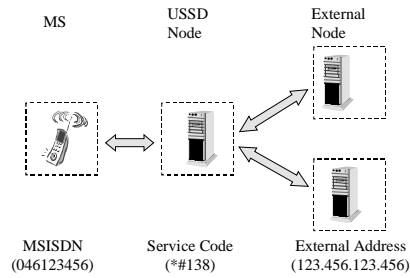 MS
USSD
Node
External
Node
MSISDN
(046123456)
Service Code
(*#138)
External Address
(123.456.123.456)